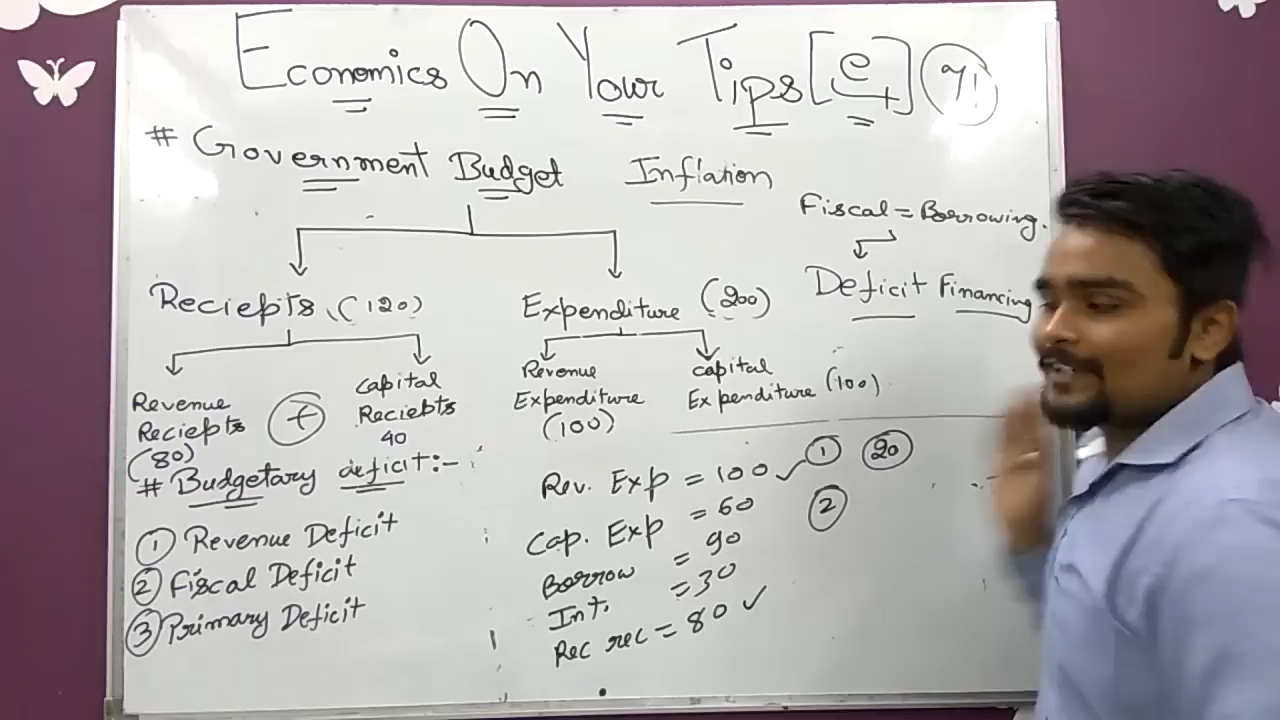 Economics On Your Tips [e+]
# Government Budget
Inflation
Fiscal = Borrowing.
Deficit Financing
Reciepts (120)
Expenditure (200)
Revenue
Reciepts
(80)
+
Capital
Reciepts
40
Revenue
Expenditure
(100)
capital
Expenditure (100)
# Budgetary deficit:-
① Revenue Deficit
② Fiscal Deficit
③ Primary Deficit
Rev. Exp = 100 ✓ ① ⑳
Cap. Exp = 60 ②
Borrow = 90
Int. = 30
Rec rec = 80 ✓